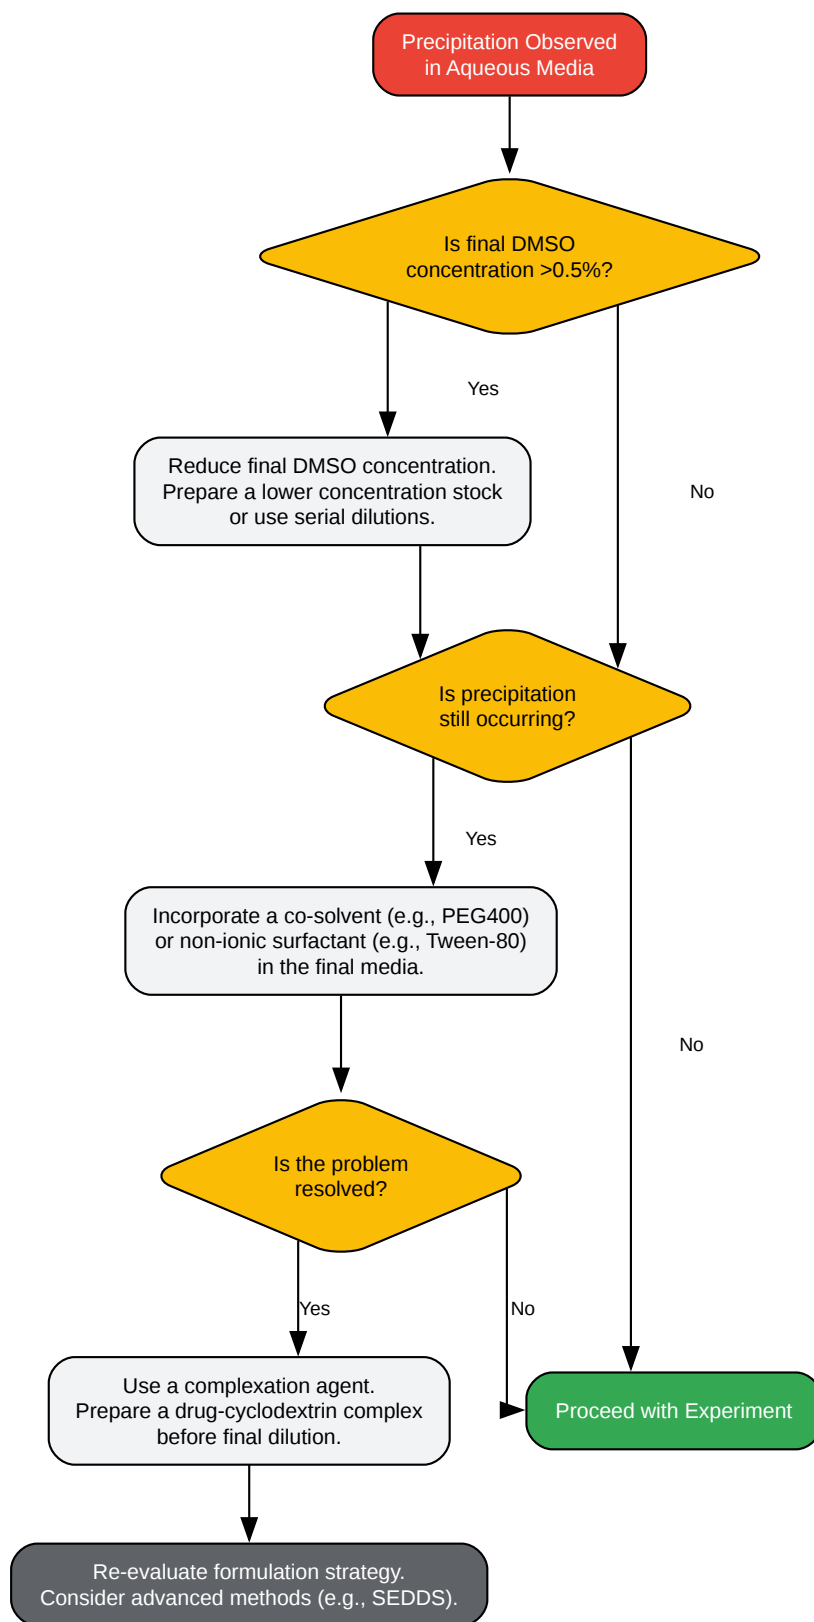 Precipitation Observed
in Aqueous Media
Is final DMSO
concentration >0.5%?
Yes
Reduce final DMSO concentration.
Prepare a lower concentration stock
or use serial dilutions.
No
Is precipitation
still occurring?
Yes
Incorporate a co-solvent (e.g., PEG400)
or non-ionic surfactant (e.g., Tween-80)
in the final media.
No
Is the problem
resolved?
Yes
No
Use a complexation agent.
Prepare a drug-cyclodextrin complex
before final dilution.
Proceed with Experiment
Re-evaluate formulation strategy.
Consider advanced methods (e.g., SEDDS).